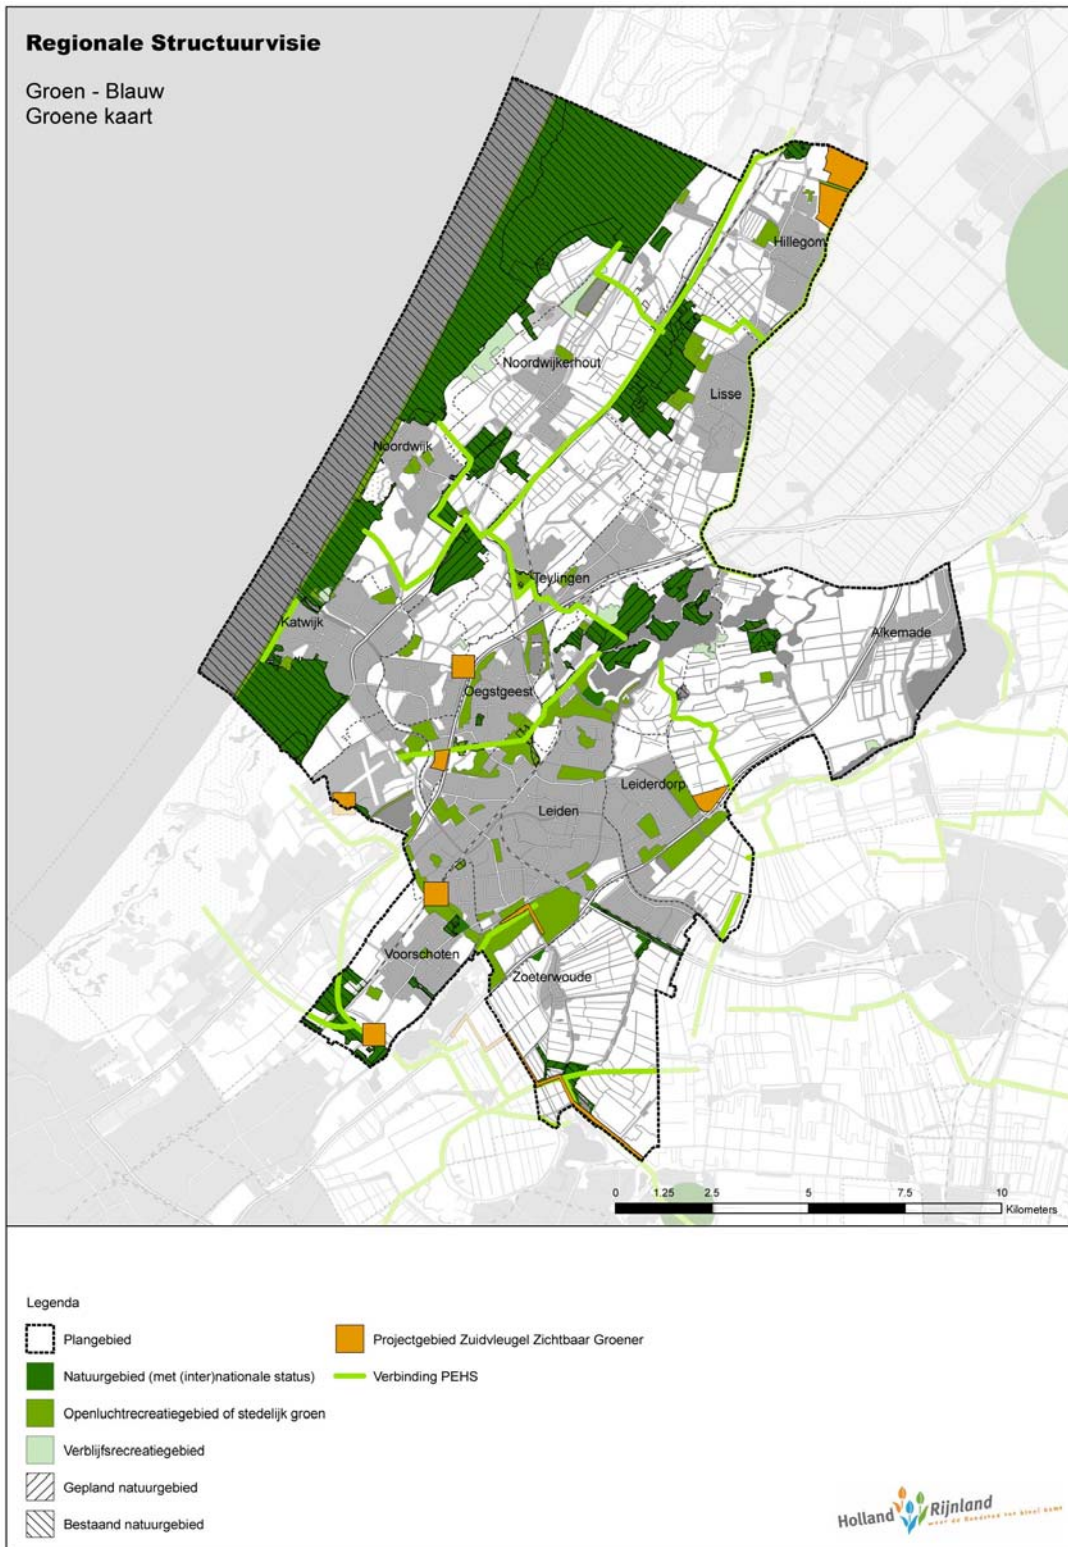 Regionale Structuurvisie
Groen - Blauw
Groene kaart
Hillegom
Noordwijkerhout
Lisse
Noordwijk
Teylingen
Katwijk
Alkemade
Oegstgeest
Leiderdorp
Leiden
Voorschoten
Zoeterwoude
0 1.25 2.5 5 7.5 10
Kilometers
Legenda
Plangebied
Projectgebied Zuidvleugel Zichtbaar Groener
Natuurgebied (met (inter)nationale status)
Verbinding PEHS
Openluchtrecreatiegebied of stedelijk groen
Verblijfsrecreatiegebied
Gepland natuurgebied
Bestaand natuurgebied
Holland Rijnland